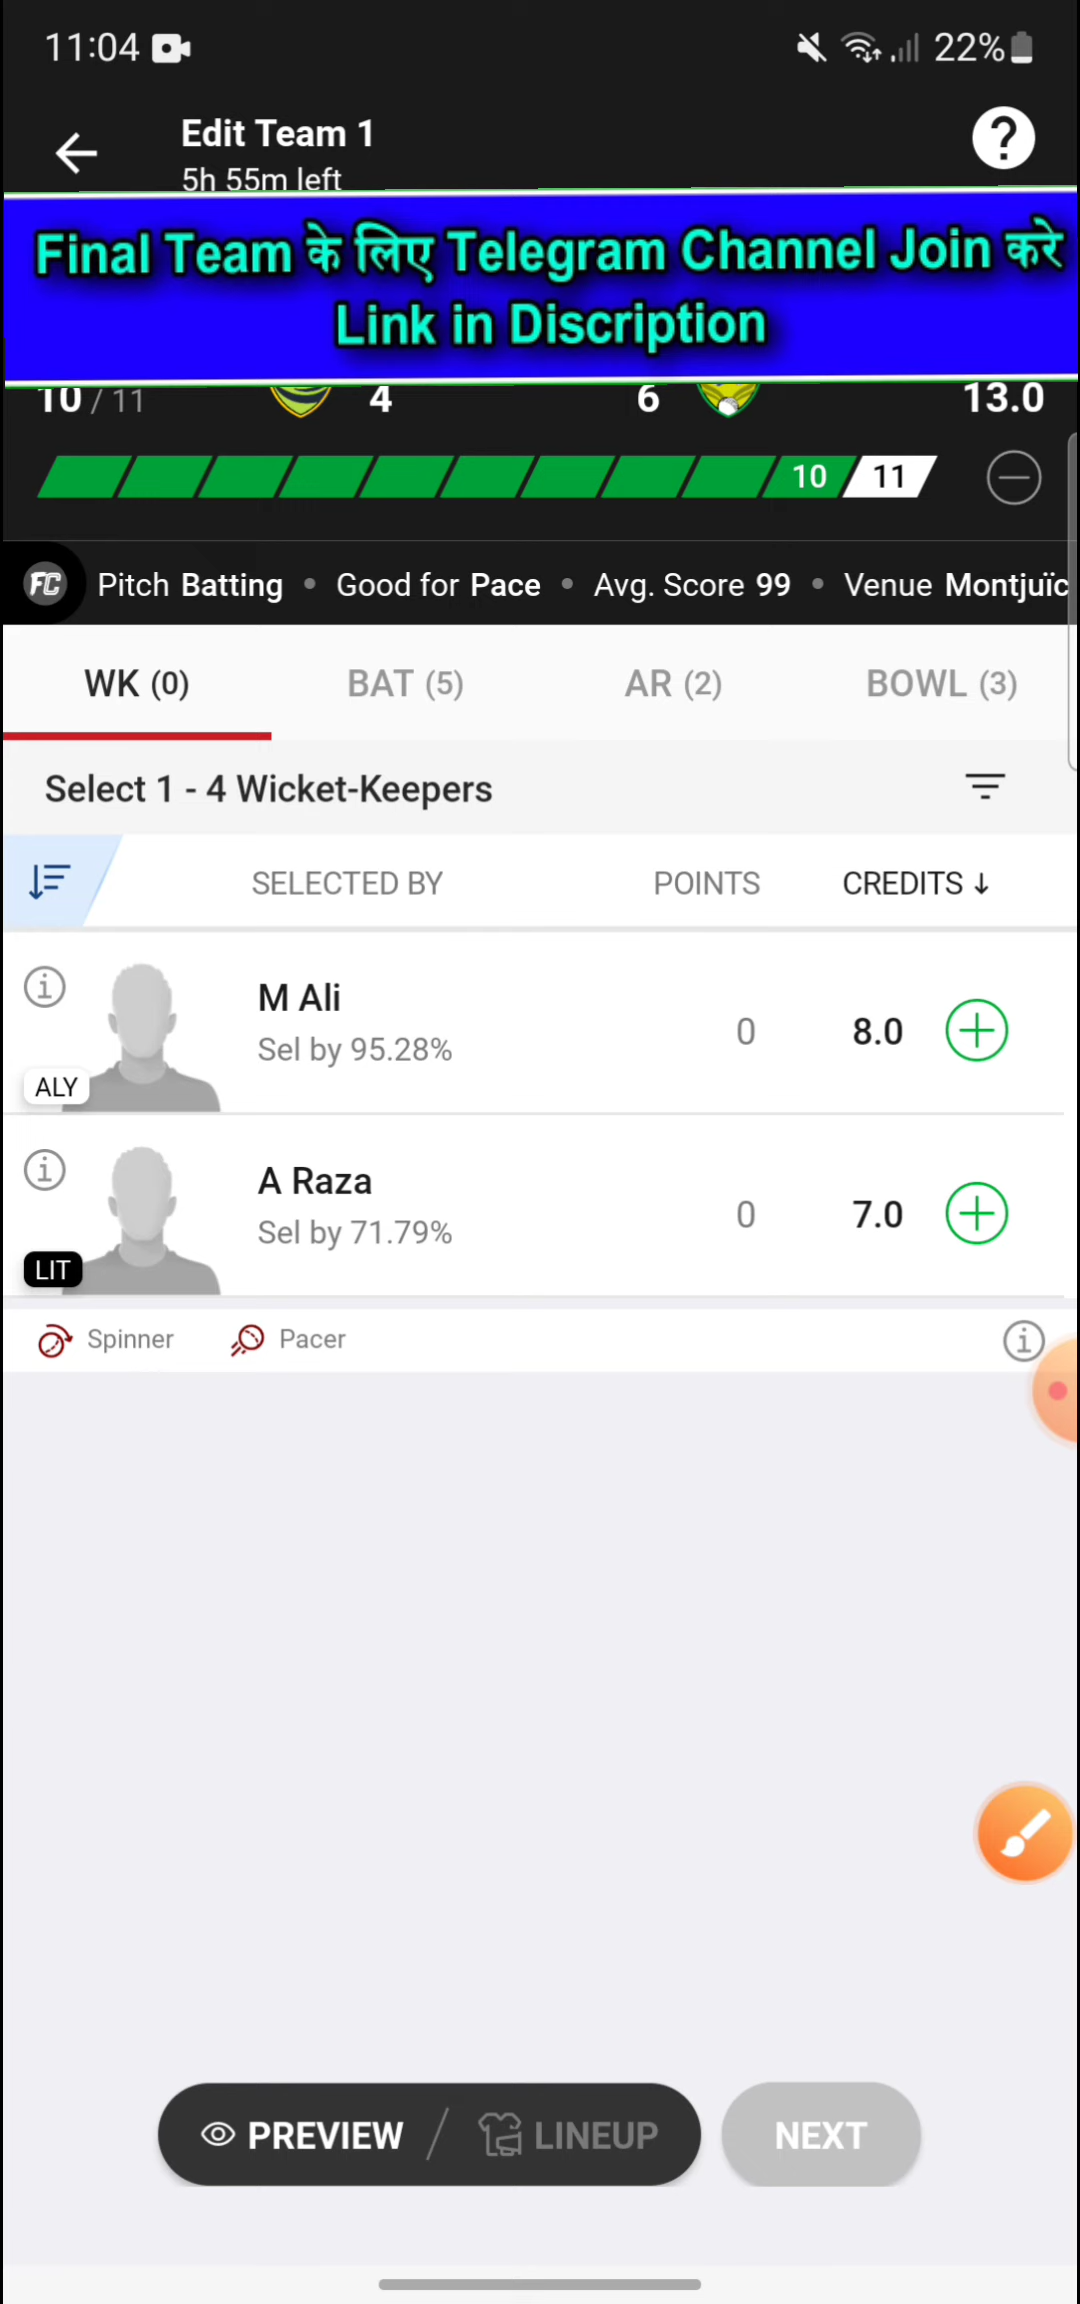 11:04
22%
Edit Team 1
5h 55m left
Final Team के लिए Telegram Channel Join करे
Link in Discription
10 / 11
4
6
13.0
10
11
FC
Pitch Batting • Good for Pace • Avg. Score 99 • Venue Montjuïc
WK (0)
BAT (5)
AR (2)
BOWL (3)
Select 1 - 4 Wicket-Keepers
SELECTED BY
POINTS
CREDITS ↓
M Ali
Sel by 95.28%
0
8.0
ALY
A Raza
Sel by 71.79%
0
7.0
LIT
Spinner
Pacer
PREVIEW / LINEUP
NEXT